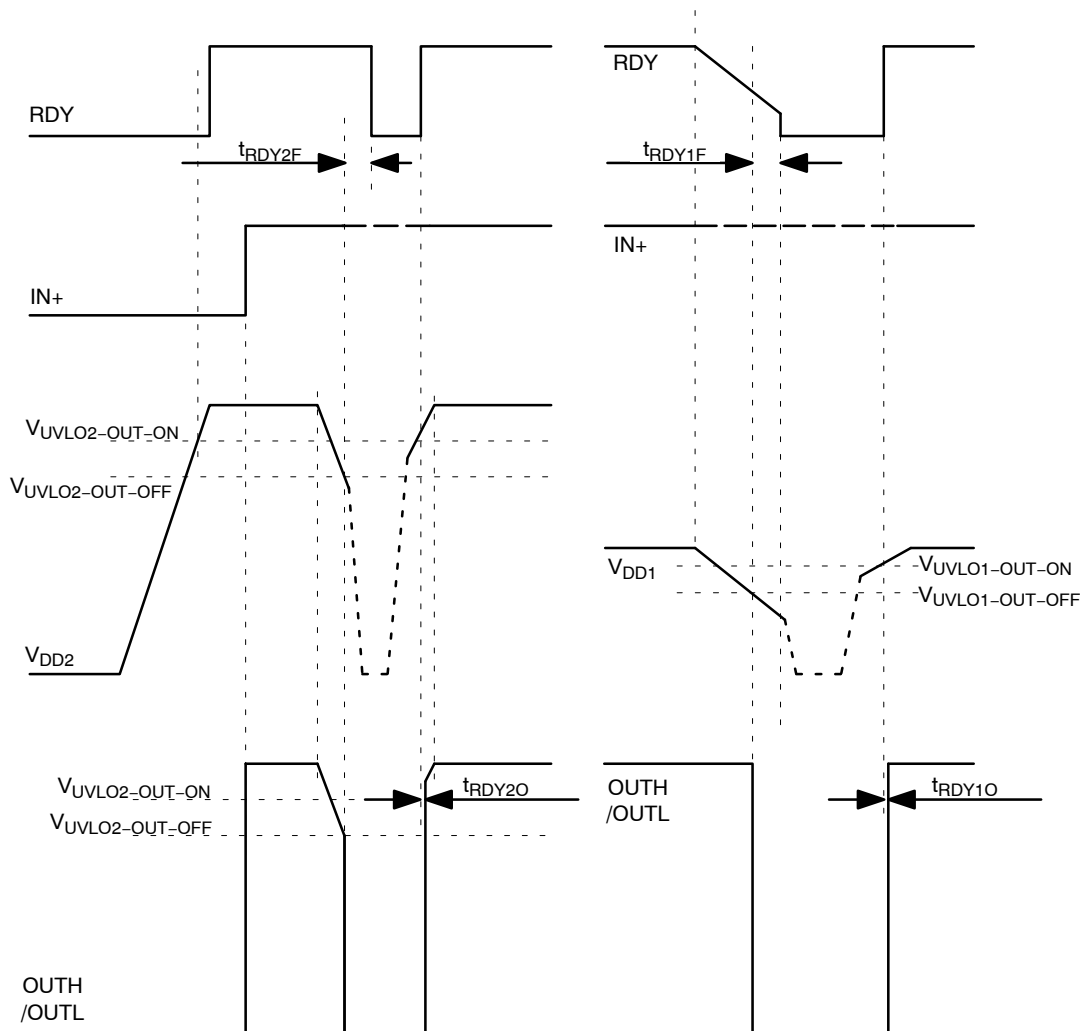 RDY
RDY
tRDY2F
tRDY1F
IN+
IN+
VUVLO2−OUT−ON
VUVLO2−OUT−OFF
VDD1
VUVLO1−OUT−ON
VUVLO1−OUT−OFF
VDD2
VUVLO2−OUT−ON
VUVLO2−OUT−OFF
tRDY2O
OUTH
/OUTL
tRDY1O
OUTH
/OUTL